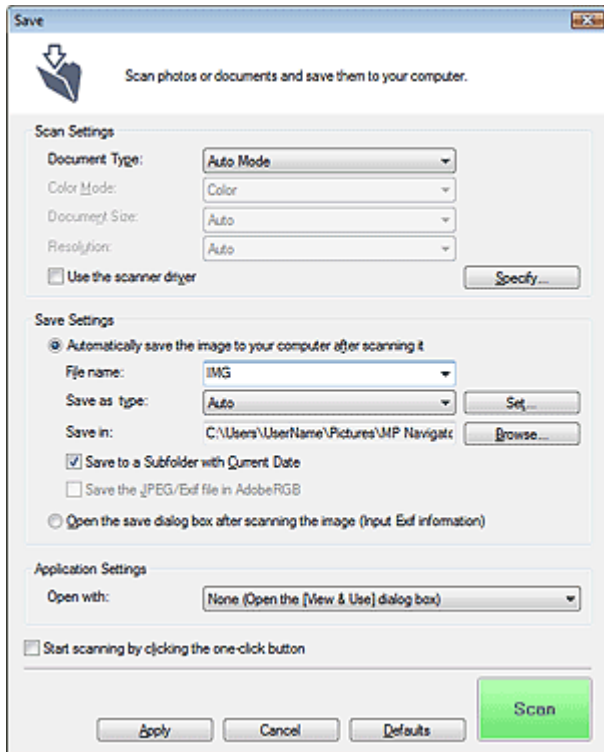 Save
Scan photos or documents and save them to your computer.
Scan Settings
Document Type: Auto Mode
Color Mode: Color
Document Size: Auto
Resolution: Auto
Use the scanner driver Specify...
Save Settings
Automatically save the image to your computer after scanning it
File name: IMG
Save as type: Auto Set...
Save in: C:\Users\UserName\Pictures\MP Navigato Browse...
Save to a Subfolder with Current Date
Save the JPEG/Exif file in AdobeRGB
Open the save dialog box after scanning the image (Input Exif information)
Application Settings
Open with: None (Open the [View & Use] dialog box)
Start scanning by clicking the one-click button
Scan
Apply Cancel Defaults